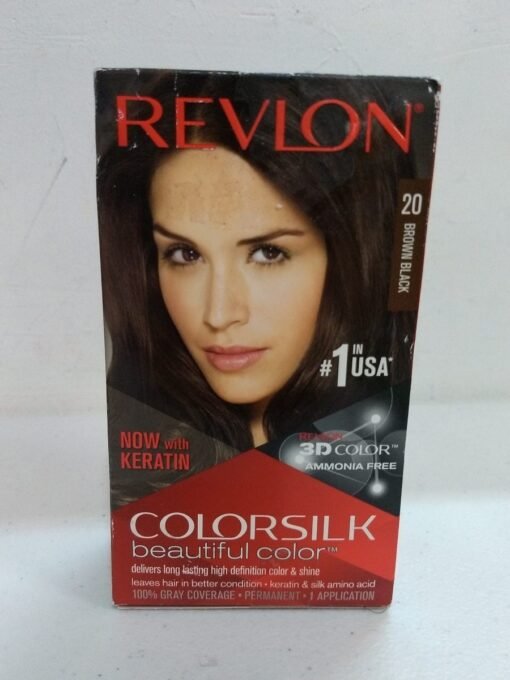 REVLON®
20
BROWN BLACK
#1 IN USA*
NOW with
KERATIN
REVLON
3D COLOR™
AMMONIA FREE
COLORSILK
beautiful color™
delivers long lasting high definition color & shine
leaves hair in better condition • keratin & silk amino acid
100% GRAY COVERAGE • PERMANENT • 1 APPLICATION